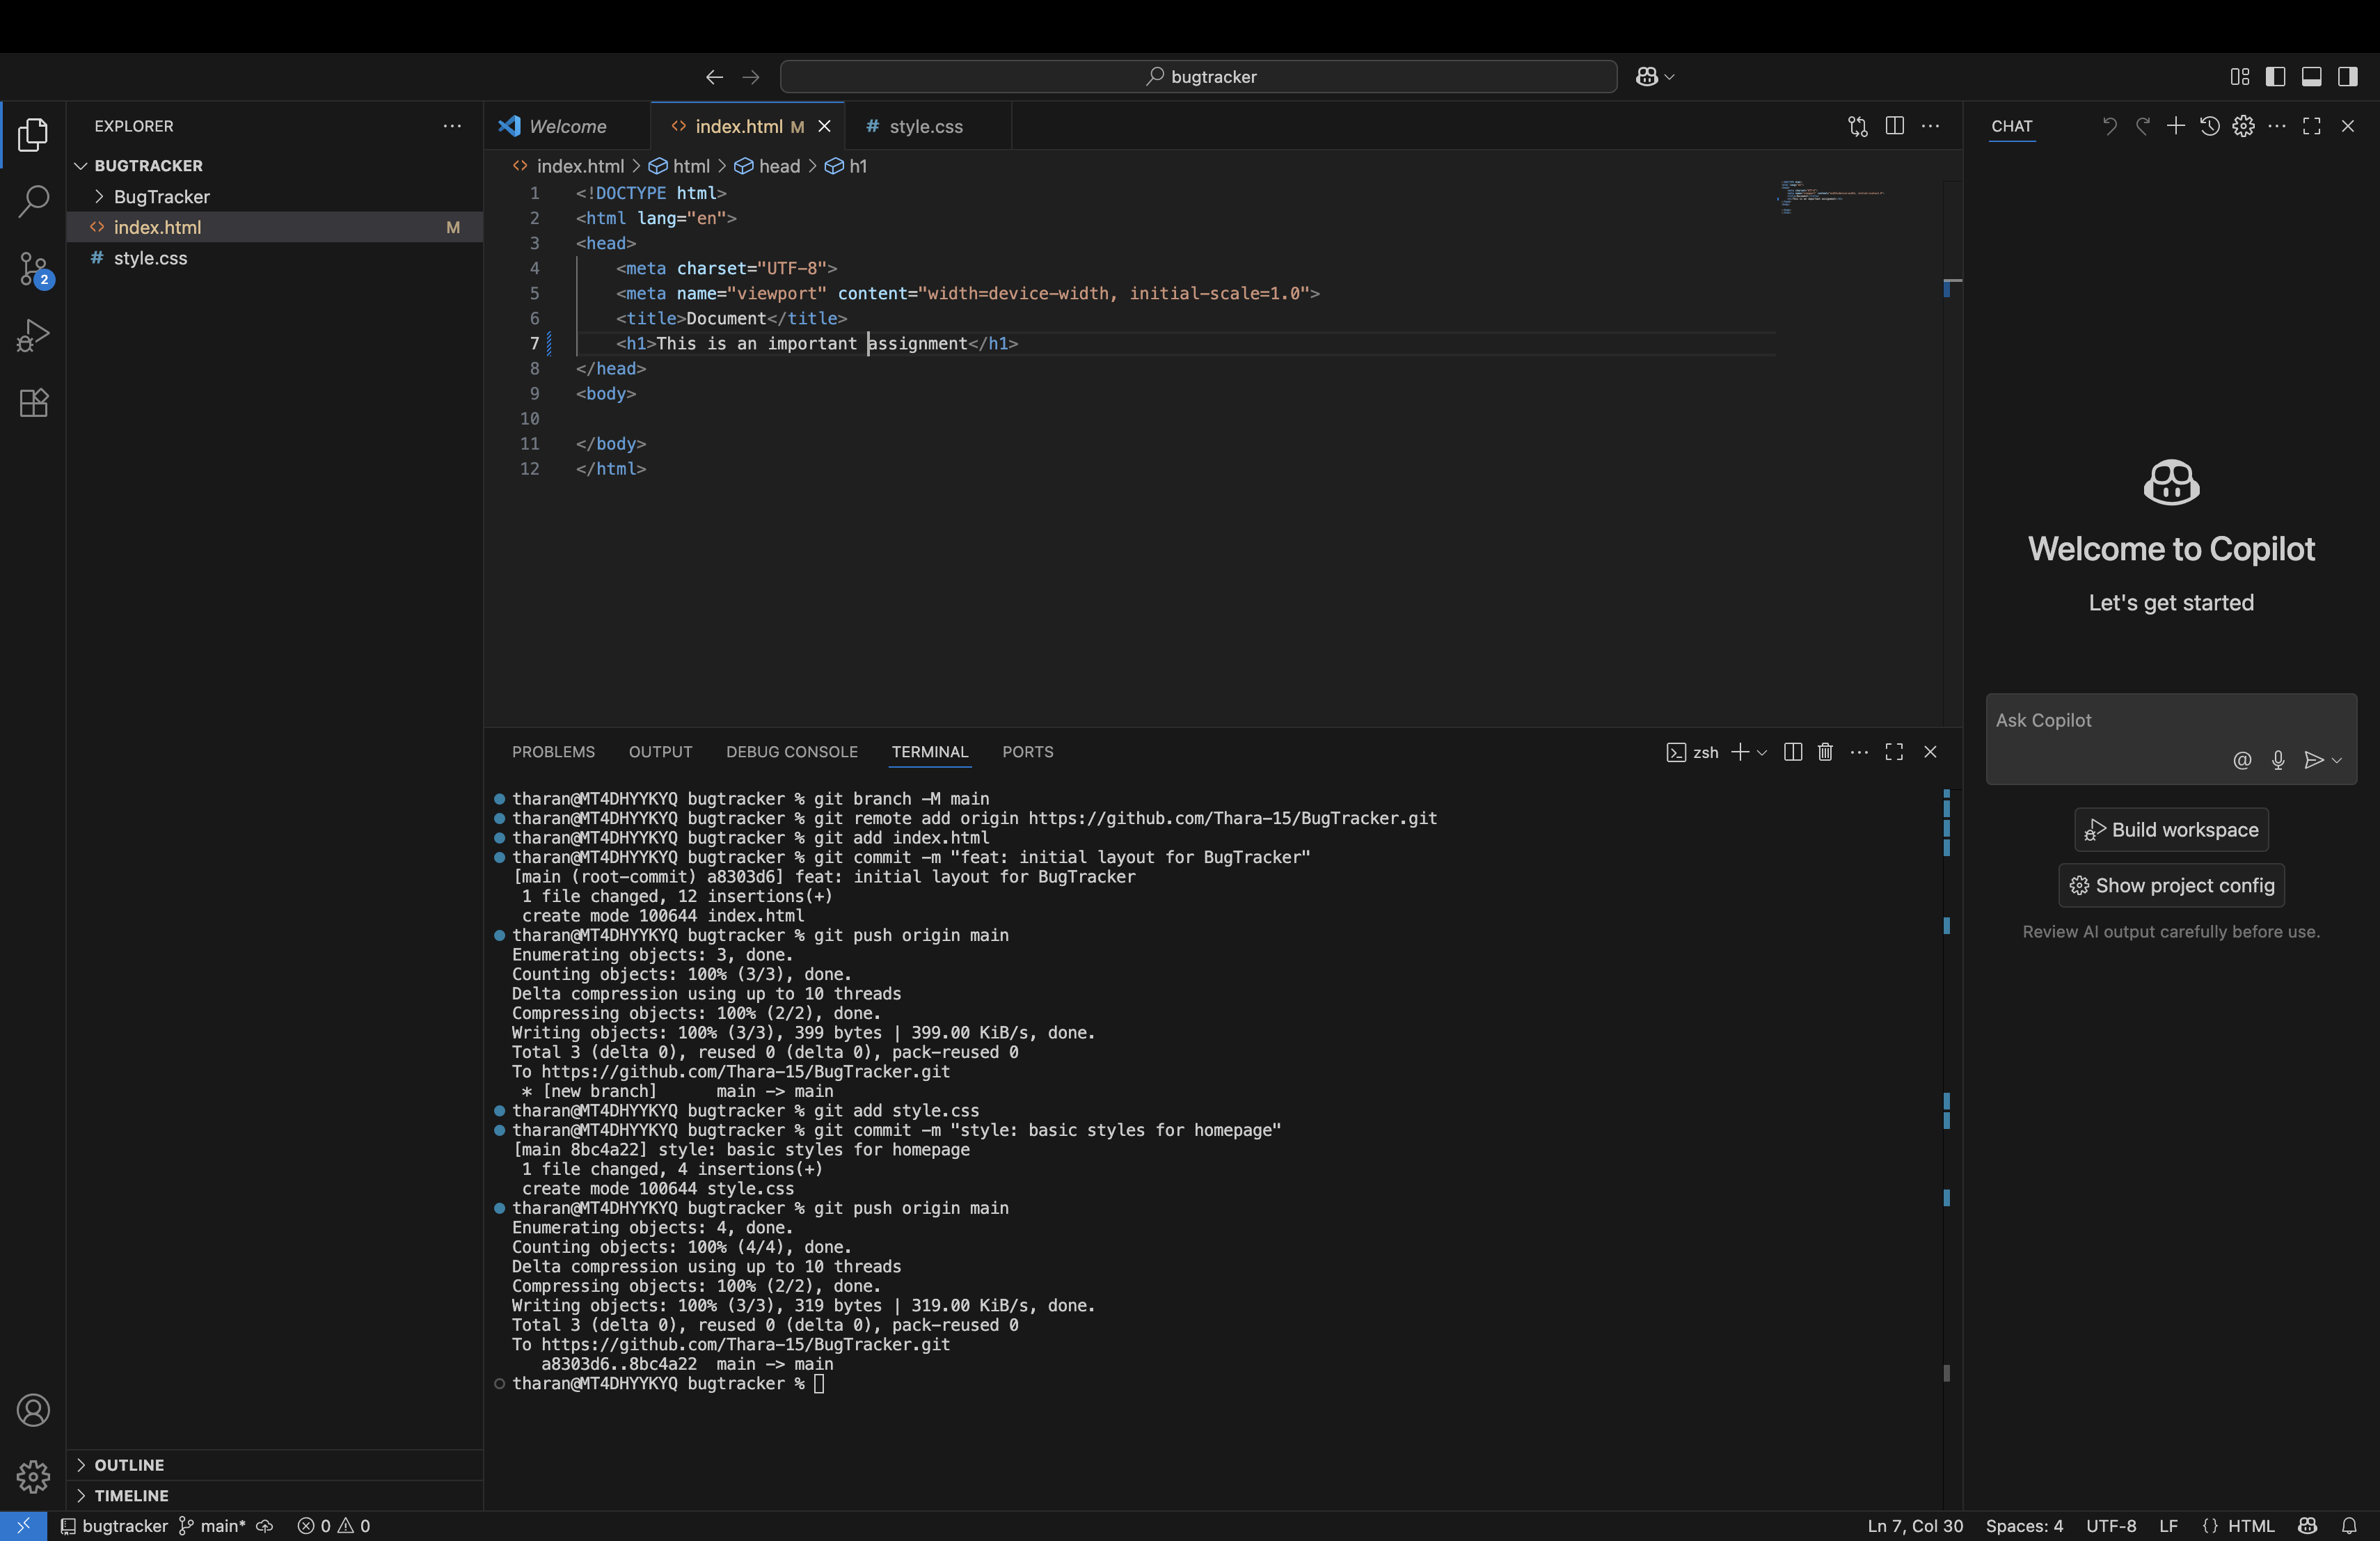 bugtracker
EXPLORER
BUGTRACKER
BugTracker
index.html M
style.css
2
OUTLINE
TIMELINE
Welcome
index.html M
style.css
index.html > html > head > h1
1 <!DOCTYPE html>
2 <html lang="en">
3 <head>
4 <meta charset="UTF-8">
5 <meta name="viewport" content="width=device-width, initial-scale=1.0">
6 <title>Document</title>
7 <h1>This is an important assignment</h1>
8 </head>
9 <body>
10
11 </body>
12 </html>
PROBLEMS OUTPUT DEBUG CONSOLE TERMINAL PORTS
zsh
tharan@MT4DHYYKYQ bugtracker % git branch -M main
tharan@MT4DHYYKYQ bugtracker % git remote add origin https://github.com/Thara-15/BugTracker.git
tharan@MT4DHYYKYQ bugtracker % git add index.html
tharan@MT4DHYYKYQ bugtracker % git commit -m "feat: initial layout for BugTracker"
[main (root-commit) a8303d6] feat: initial layout for BugTracker
1 file changed, 12 insertions(+)
create mode 100644 index.html
tharan@MT4DHYYKYQ bugtracker % git push origin main
Enumerating objects: 3, done.
Counting objects: 100% (3/3), done.
Delta compression using up to 10 threads
Compressing objects: 100% (2/2), done.
Writing objects: 100% (3/3), 399 bytes | 399.00 KiB/s, done.
Total 3 (delta 0), reused 0 (delta 0), pack-reused 0
To https://github.com/Thara-15/BugTracker.git
* [new branch] main -> main
tharan@MT4DHYYKYQ bugtracker % git add style.css
tharan@MT4DHYYKYQ bugtracker % git commit -m "style: basic styles for homepage"
[main 8bc4a22] style: basic styles for homepage
1 file changed, 4 insertions(+)
create mode 100644 style.css
tharan@MT4DHYYKYQ bugtracker % git push origin main
Enumerating objects: 4, done.
Counting objects: 100% (4/4), done.
Delta compression using up to 10 threads
Compressing objects: 100% (2/2), done.
Writing objects: 100% (3/3), 319 bytes | 319.00 KiB/s, done.
Total 3 (delta 0), reused 0 (delta 0), pack-reused 0
To https://github.com/Thara-15/BugTracker.git
a8303d6..8bc4a22 main -> main
tharan@MT4DHYYKYQ bugtracker %
CHAT
Welcome to Copilot
Let's get started
Ask Copilot
Build workspace
Show project config
Review AI output carefully before use.
bugtracker main* 0 0
Ln 7, Col 30 Spaces: 4 UTF-8 LF {} HTML